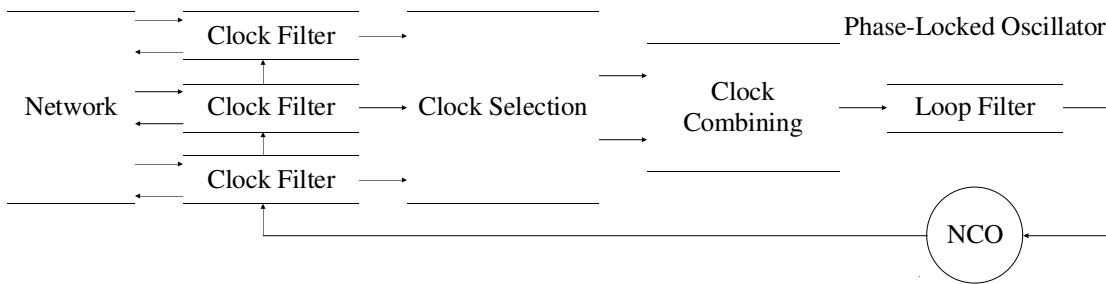 Phase-Locked Oscillator
Clock Filter
Network
Clock Filter
Clock Selection
Clock
Combining
Loop Filter
Clock Filter
NCO